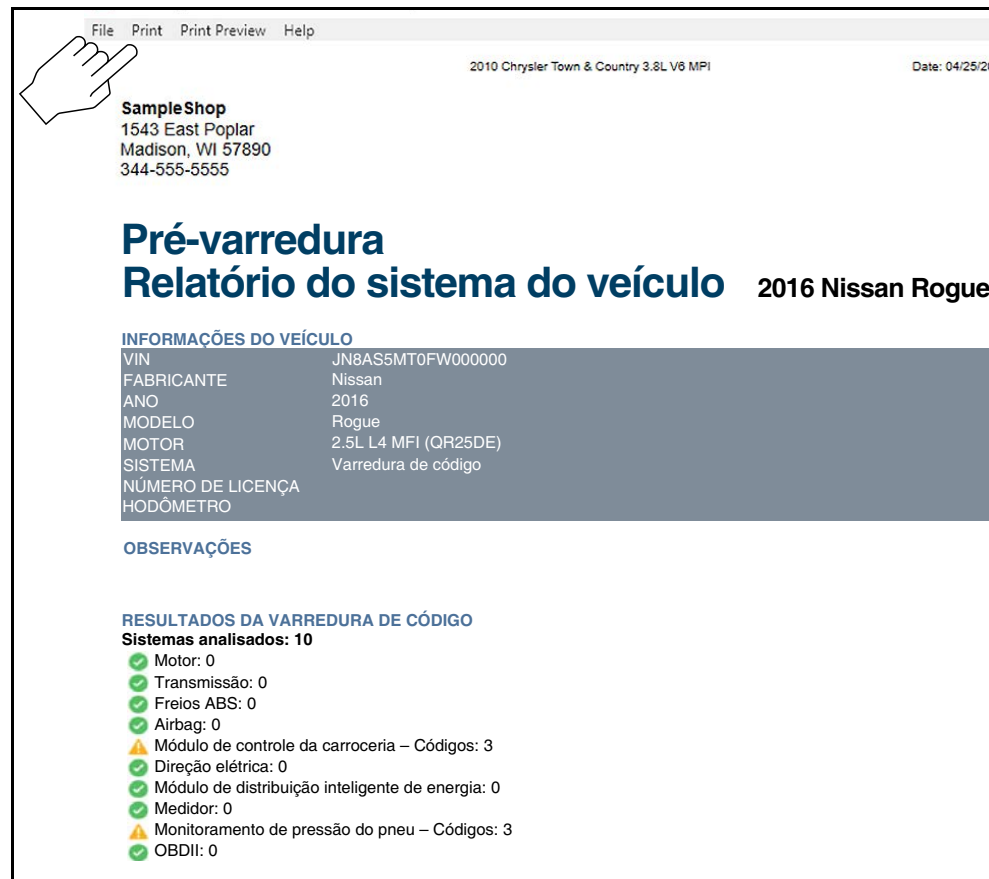 File Print Print Preview Help
2010 Chrysler Town & Country 3.8L V6 MPI Date: 04/25/20
SampleShop
1543 East Poplar
Madison, WI 57890
344-555-5555
Pré-varredura
Relatório do sistema do veículo 2016 Nissan Rogue
INFORMAÇÕES DO VEÍCULO
VIN JN8AS5MT0FW000000
FABRICANTE Nissan
ANO 2016
MODELO Rogue
MOTOR 2.5L L4 MFI (QR25DE)
SISTEMA Varredura de código
NÚMERO DE LICENÇA
HODÔMETRO
OBSERVAÇÕES
RESULTADOS DA VARREDURA DE CÓDIGO
Sistemas analisados: 10
Motor: 0
Transmissão: 0
Freios ABS: 0
Airbag: 0
Módulo de controle da carroceria – Códigos: 3
Direção elétrica: 0
Módulo de distribuição inteligente de energia: 0
Medidor: 0
Monitoramento de pressão do pneu – Códigos: 3
OBDII: 0